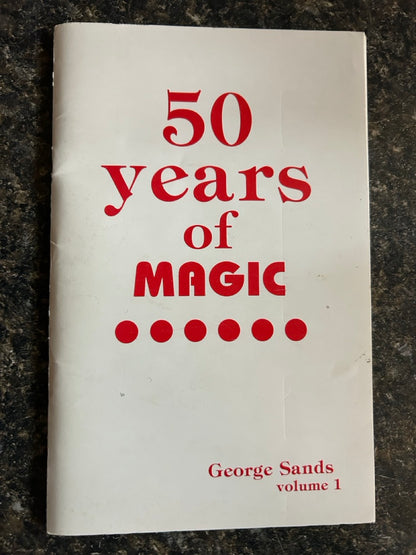 50
years
of
MAGIC
George Sands
volume 1